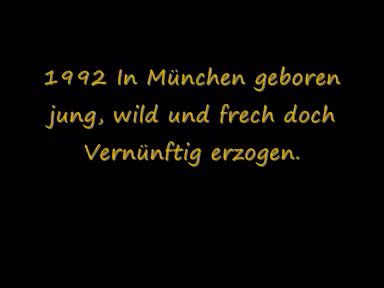 1992 In München geboren
jung, wild und frech doch
Vernünftig erzogen.